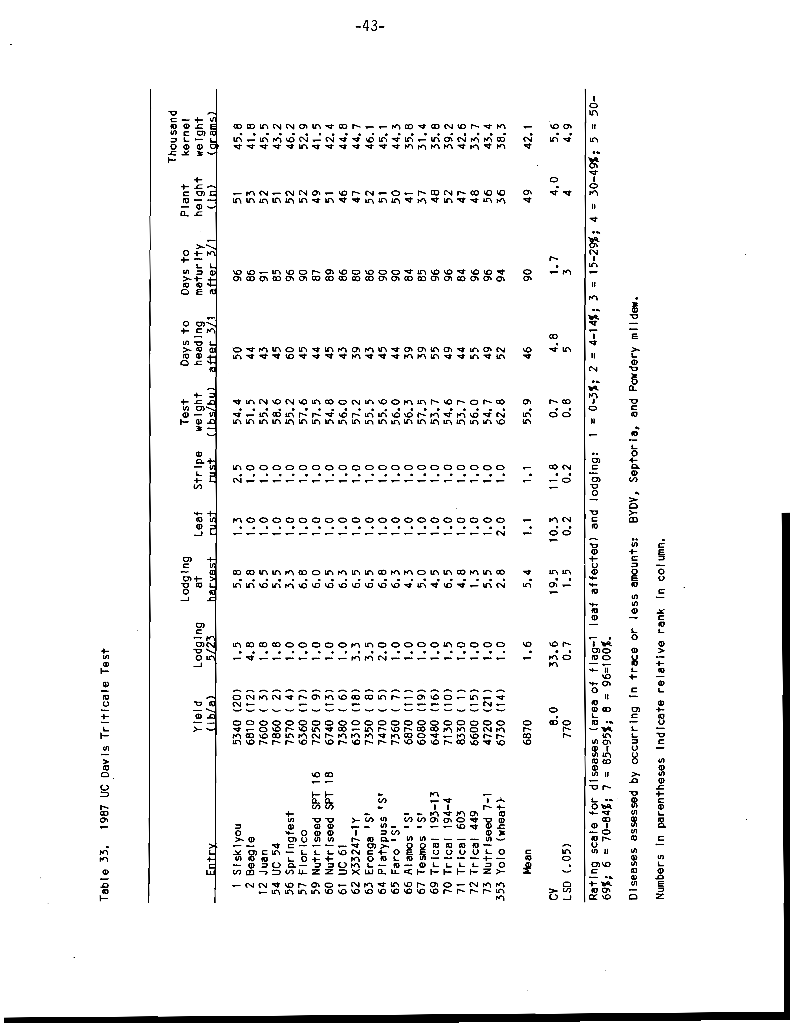 -43-
Table 33. 1987 UC Davis Triticale Test
Thousand
Lodging Test Days to Days to Plant kernel
Yield Lodging at Leaf Stripe weight heading maturity height weight
Entry (lb/a) 5/23 harvest rust rust (lbs/bu) after 3/1 after 3/1 (in) (grams)
1 Siskiyou 5340 (20) 1.5 5.8 1.3 2.5 54.4 50 96 51 45.8
2 Beagle 6810 (12) 4.8 5.8 1.0 1.0 51.5 44 86 53 41.8
12 Juan 7600 ( 3) 1.8 6.5 1.0 1.0 55.2 43 91 52 45.5
54 UC 54 7860 ( 2) 1.8 5.5 1.0 1.0 58.6 45 85 51 43.2
56 Springfest 7570 ( 4) 1.0 3.3 1.0 1.0 55.2 60 96 52 46.2
57 Florico 6360 (17) 1.0 6.8 1.0 1.0 57.6 45 90 52 52.9
59 Nutriseed SPT 16 7250 ( 9) 1.0 6.0 1.0 1.0 57.5 44 87 49 41.5
60 Nutriseed SPT 18 6740 (13) 1.0 6.5 1.0 1.0 54.8 45 89 51 42.4
61 UC 61 7380 ( 6) 1.0 6.3 1.0 1.0 56.0 43 86 46 44.8
62 X33247-1Y 6310 (18) 3.3 6.5 1.0 1.0 57.2 39 80 47 44.7
63 Eronga 'S' 7350 ( 8) 3.5 6.5 1.0 1.0 55.5 43 86 52 46.1
64 Platypuss 'S' 7470 ( 5) 2.0 6.8 1.0 1.0 55.6 45 90 51 45.1
65 Faro 'S' 7360 ( 7) 1.0 6.3 1.0 1.0 56.0 44 90 50 44.3
66 Alamos 'S' 6870 (11) 1.0 4.3 1.0 1.0 56.3 39 84 41 35.8
67 Tesmos 'S' 6080 (19) 1.0 5.0 1.0 1.0 57.5 39 85 37 31.4
69 Trical 193-13 6480 (16) 1.0 4.5 1.0 1.0 53.7 55 96 48 35.8
70 Trical 194-4 7130 (10) 1.5 6.5 1.0 1.0 54.6 49 96 52 39.2
71 Trical 603 8330 ( 1) 1.0 4.8 1.0 1.0 53.7 44 84 47 42.6
72 Trical 449 6600 (15) 1.0 1.3 1.0 1.0 56.0 55 96 48 33.7
73 Nutriseed 7-1 4720 (21) 1.0 5.5 1.0 1.0 54.7 49 96 56 43.4
353 Yolo (wheat) 6730 (14) 1.0 2.8 2.0 1.0 62.8 52 94 36 38.3
Mean 6870 1.6 5.4 1.1 1.1 55.9 46 90 49 42.1
CV 8.0 33.6 19.5 10.3 11.8 0.7 4.8 1.7 4.0 5.6
LSD (.05) 770 0.7 1.5 0.2 0.2 0.8 5 3 4 4.9
Rating scale for diseases (area of flag-1 leaf affected) and lodging: 1 = 0-3%; 2 = 4-14%; 3 = 15-29%; 4 = 30-49%; 5 = 50-
69%; 6 = 70-84%; 7 = 85-95%; 8 = 96=100%.
Diseases assessed by occurring in trace or less amounts: BYDV, Septoria, and Powdery mildew.
Numbers in parentheses indicate relative rank in column.